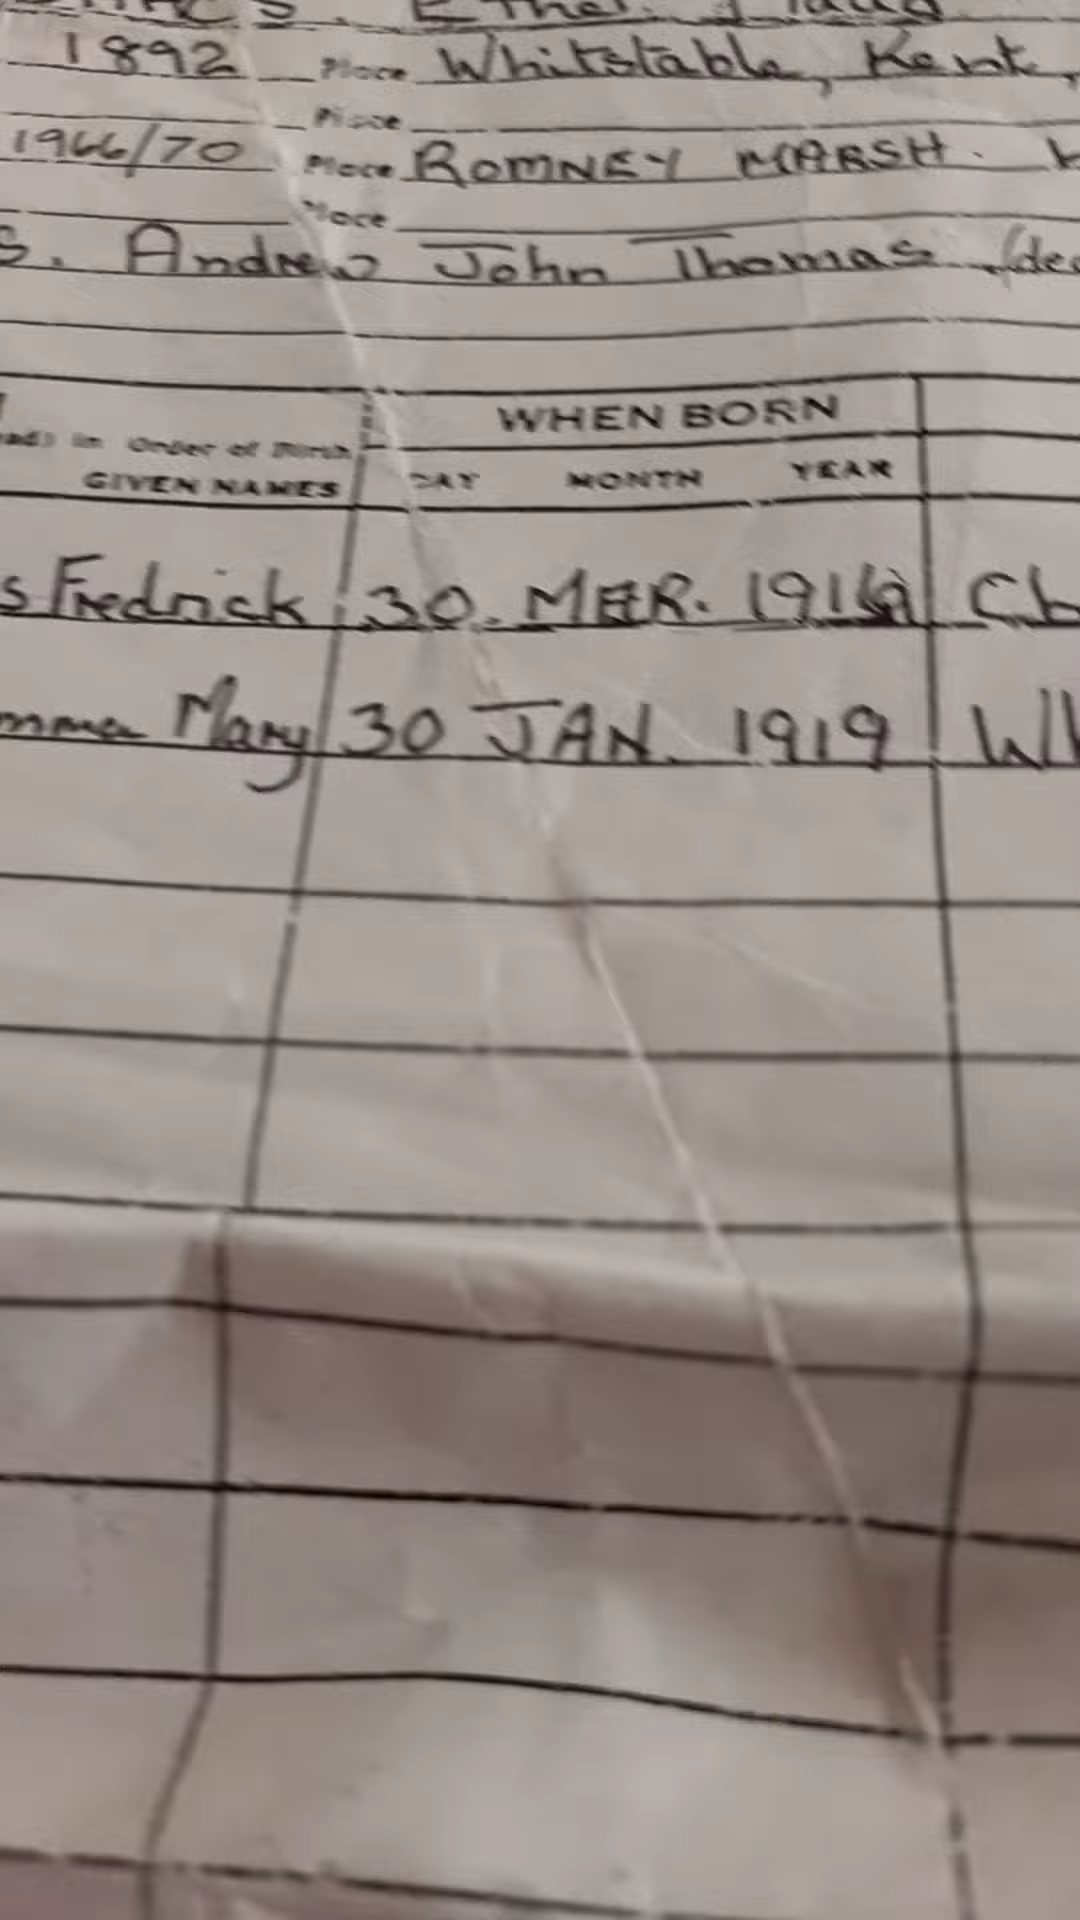 1892 Place Whitstable, Kent,
Place
1966/70 Place ROMNEY MARSH.
Place
S. Andrew John Thomas
WHEN BORN
in Order of Birth
GIVEN NAMES DAY MONTH YEAR
Fredrick 30. MAR.
Mary 30 JAN. 1919